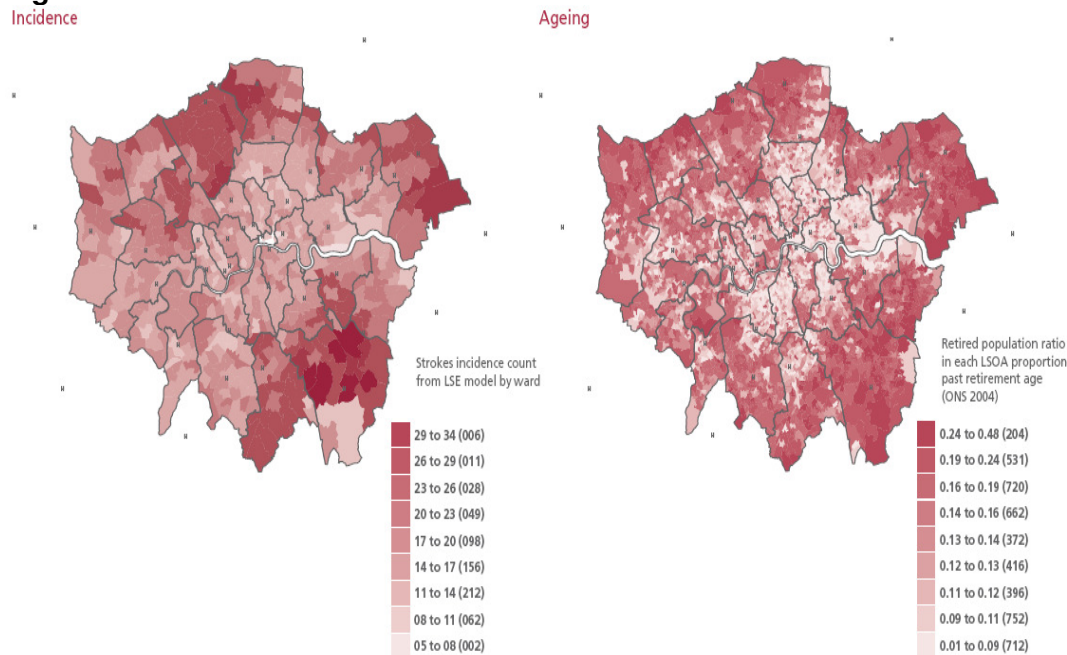 Incidence
Ageing
Strokes incidence count
from LSE model by ward
29 to 34 (006)
26 to 29 (011)
23 to 26 (028)
20 to 23 (049)
17 to 20 (098)
14 to 17 (156)
11 to 14 (212)
08 to 11 (062)
05 to 08 (002)
Retired population ratio
in each LSOA proportion
past retirement age
(ONS 2004)
0.24 to 0.48 (204)
0.19 to 0.24 (531)
0.16 to 0.19 (720)
0.14 to 0.16 (662)
0.13 to 0.14 (372)
0.12 to 0.13 (416)
0.11 to 0.12 (396)
0.09 to 0.11 (752)
0.01 to 0.09 (712)